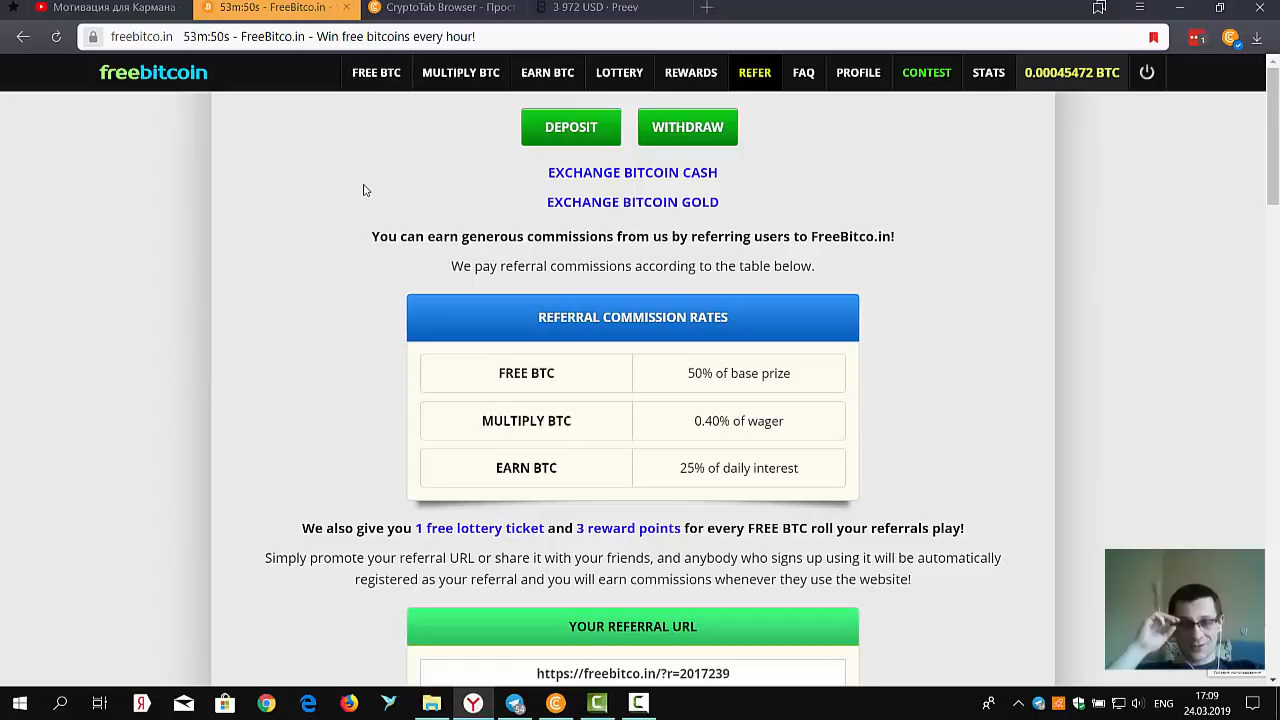 Мотивация для Кармана
53m:50s - FreeBitco.in -
CryptoTab Browser - Прост
3 972 USD · Preev
freebitco.in 53m:50s - FreeBitco.in - Win free bitcoins every hour!
1
freebitcoin
FREE BTC MULTIPLY BTC EARN BTC LOTTERY REWARDS REFER FAQ PROFILE CONTEST STATS 0.00045472 BTC
DEPOSIT WITHDRAW
EXCHANGE BITCOIN CASH
EXCHANGE BITCOIN GOLD
You can earn generous commissions from us by referring users to FreeBitco.in!
We pay referral commissions according to the table below.
REFERRAL COMMISSION RATES
FREE BTC 50% of base prize
MULTIPLY BTC 0.40% of wager
EARN BTC 25% of daily interest
We also give you 1 free lottery ticket and 3 reward points for every FREE BTC roll your referrals play!
Simply promote your referral URL or share it with your friends, and anybody who signs up using it will be automatically
registered as your referral and you will earn commissions whenever they use the website!
YOUR REFERRAL URL
https://freebitco.in/?r=2017239
ENG
17:09
24.03.2019